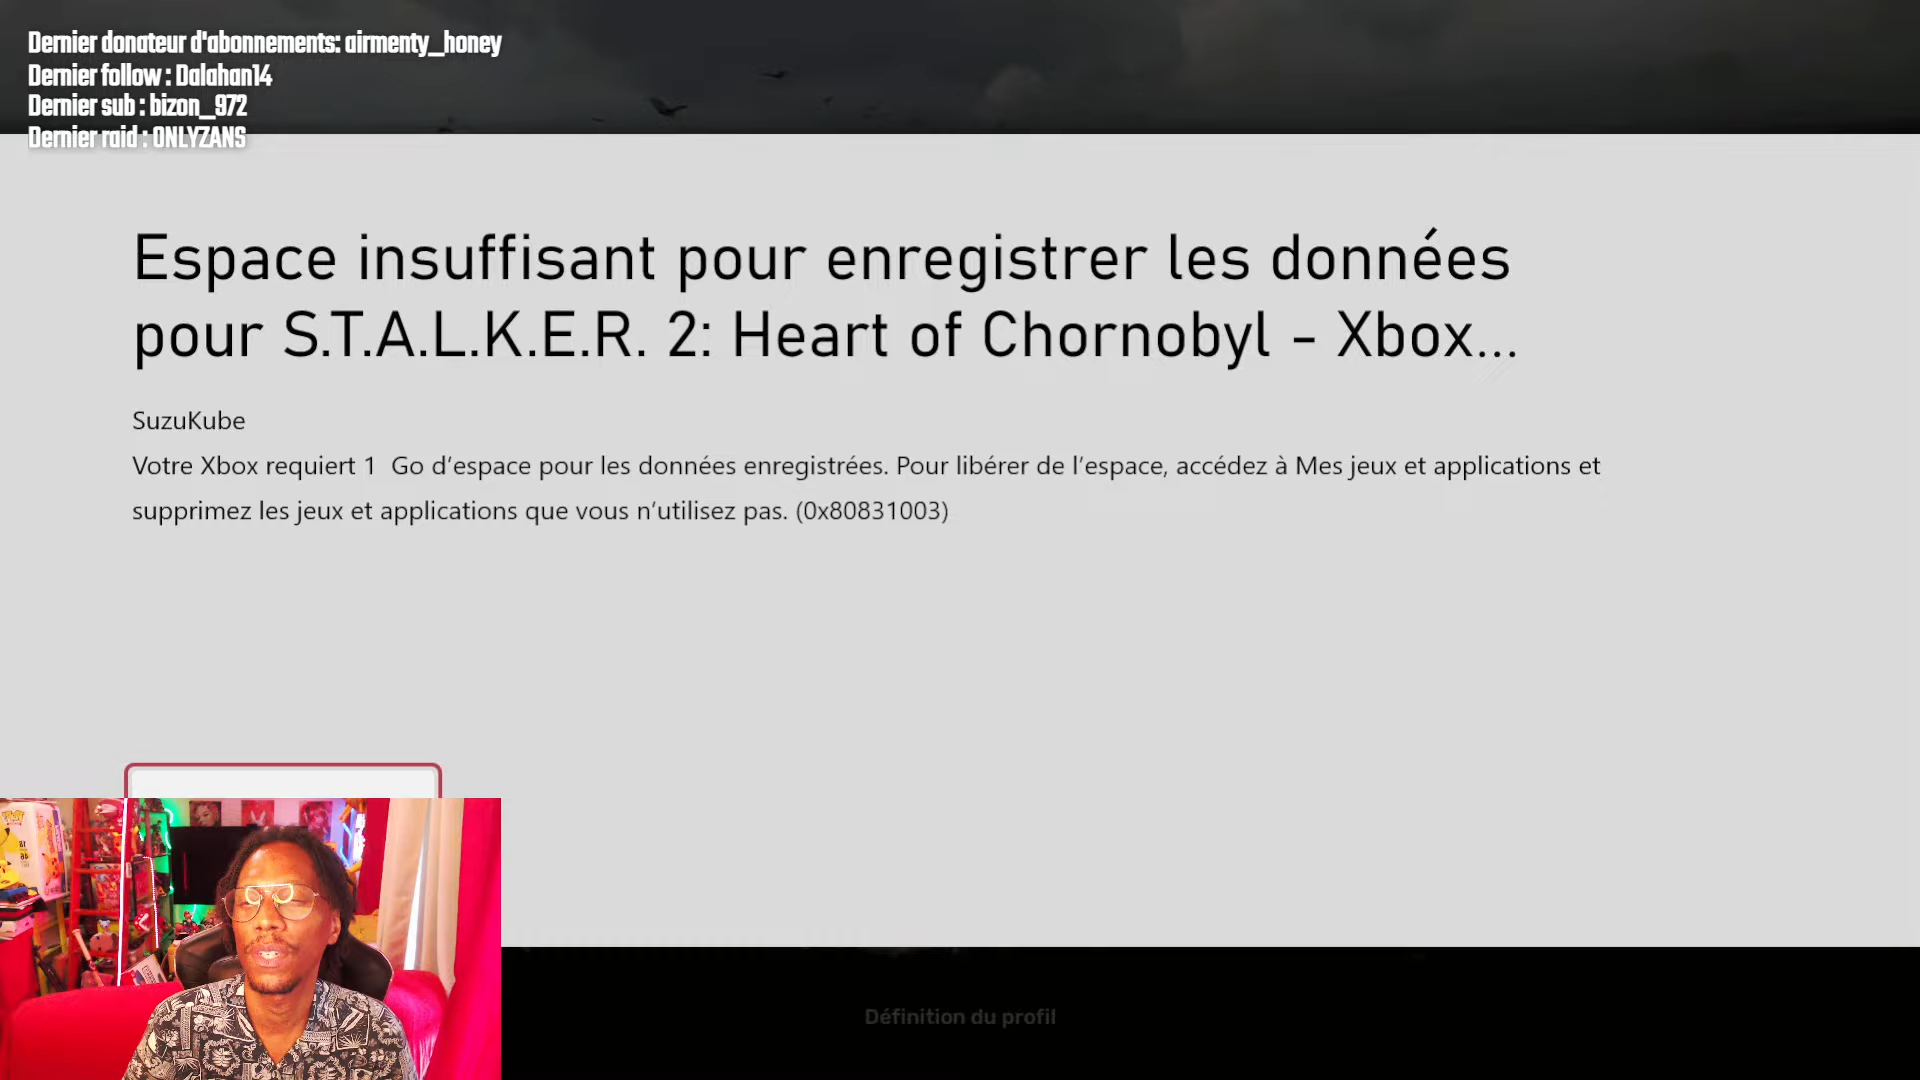 Dernier donateur d'abonnements: airmenty_honey
Dernier follow : Dalahan14
Dernier sub : bizon_972
Dernier raid : ONLYZANS
Espace insuffisant pour enregistrer les données
pour S.T.A.L.K.E.R. 2: Heart of Chornobyl - Xbox...
SuzuKube
Votre Xbox requiert 1 Go d'espace pour les données enregistrées. Pour libérer de l'espace, accédez à Mes jeux et applications et
supprimez les jeux et applications que vous n'utilisez pas. (0x80831003)
Définition du profil